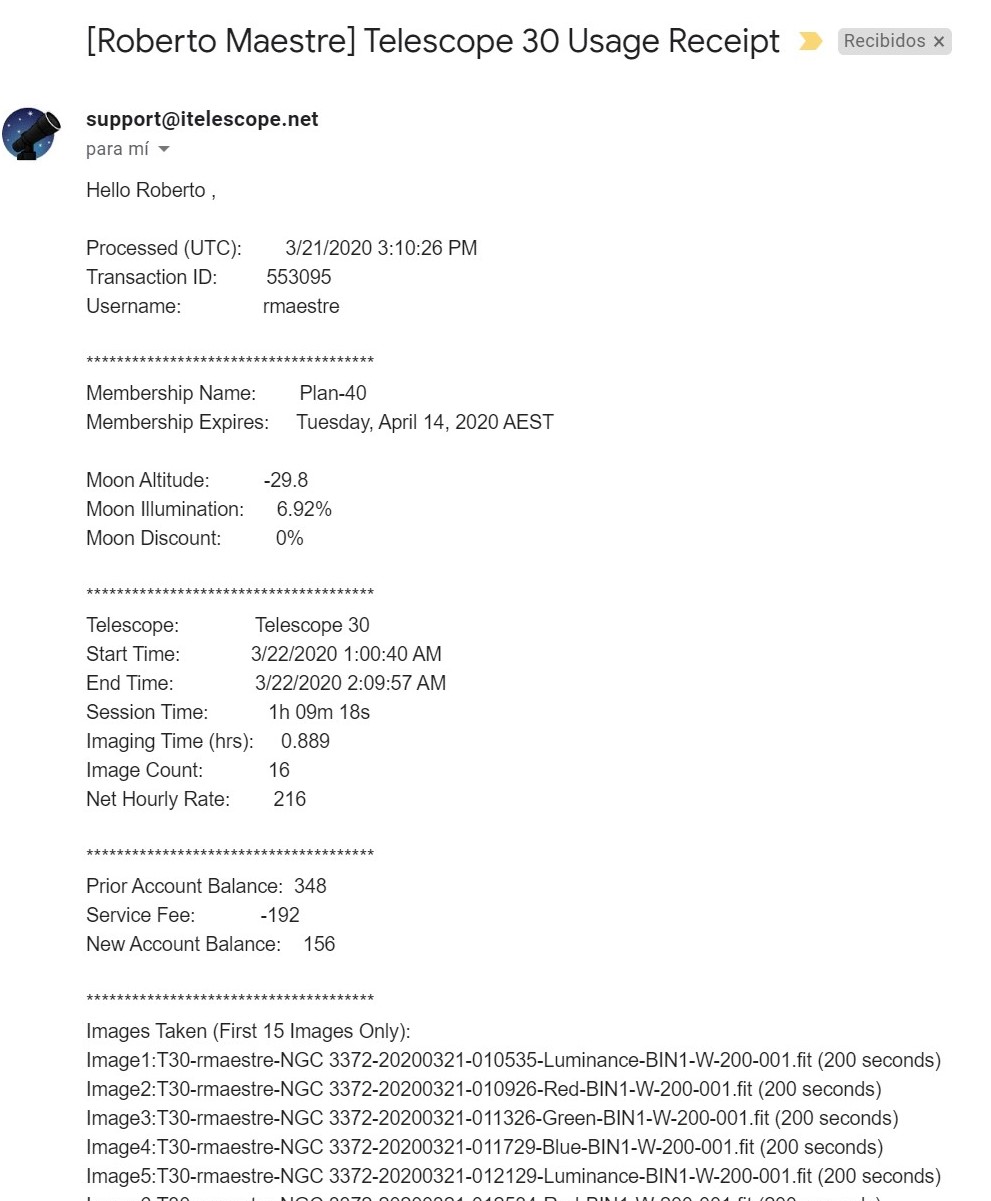 [Roberto Maestre] Telescope 30 Usage Receipt Recibidos ×
support@itelescope.net
para mí
Hello Roberto ,
Processed (UTC): 3/21/2020 3:10:26 PM
Transaction ID: 553095
Username: rmaestre
**************************************
Membership Name: Plan-40
Membership Expires: Tuesday, April 14, 2020 AEST
Moon Altitude: -29.8
Moon Illumination: 6.92%
Moon Discount: 0%
**************************************
Telescope: Telescope 30
Start Time: 3/22/2020 1:00:40 AM
End Time: 3/22/2020 2:09:57 AM
Session Time: 1h 09m 18s
Imaging Time (hrs): 0.889
Image Count: 16
Net Hourly Rate: 216
**************************************
Prior Account Balance: 348
Service Fee: -192
New Account Balance: 156
**************************************
Images Taken (First 15 Images Only):
Image1:T30-rmaestre-NGC 3372-20200321-010535-Luminance-BIN1-W-200-001.fit (200 seconds)
Image2:T30-rmaestre-NGC 3372-20200321-010926-Red-BIN1-W-200-001.fit (200 seconds)
Image3:T30-rmaestre-NGC 3372-20200321-011326-Green-BIN1-W-200-001.fit (200 seconds)
Image4:T30-rmaestre-NGC 3372-20200321-011729-Blue-BIN1-W-200-001.fit (200 seconds)
Image5:T30-rmaestre-NGC 3372-20200321-012129-Luminance-BIN1-W-200-001.fit (200 seconds)